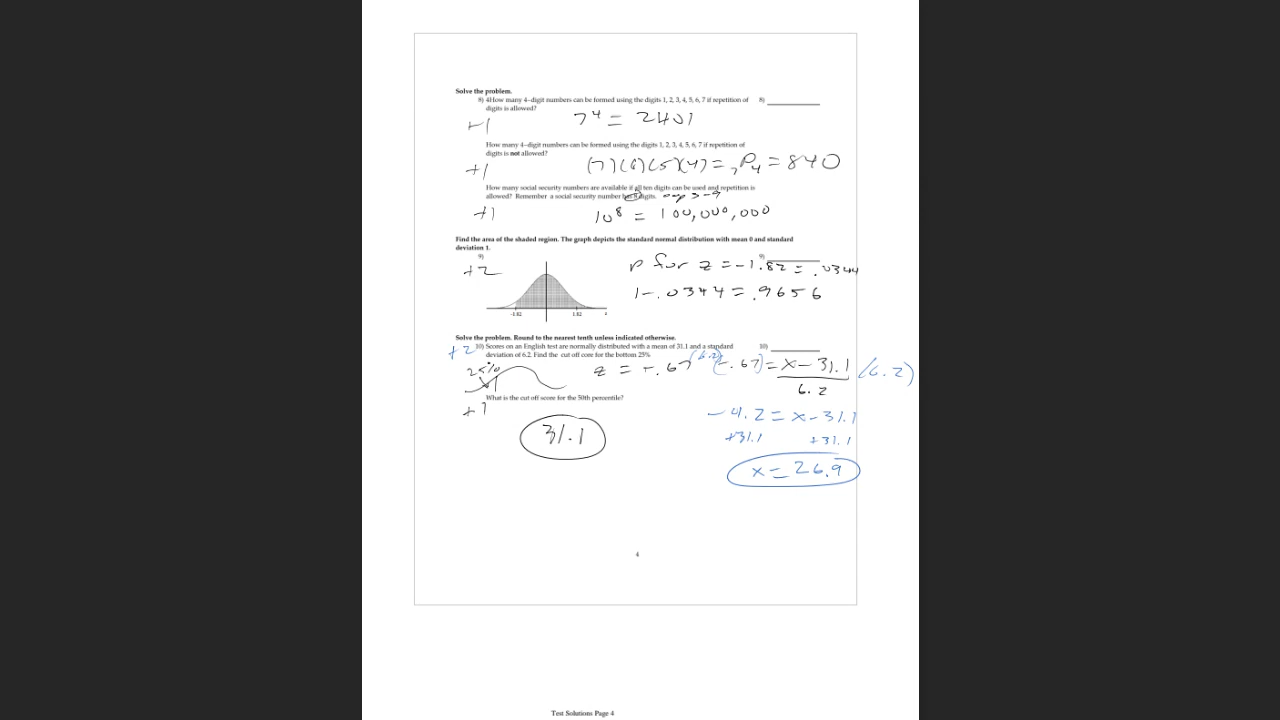 Solve the problem.
8) 4How many 4-digit numbers can be formed using the digits 1, 2, 3, 4, 5, 6, 7 if repetition of 8)
digits is allowed?
7⁴ = 2401
+1
How many 4-digit numbers can be formed using the digits 1, 2, 3, 4, 5, 6, 7 if repetition of
digits is not allowed?
+1 (7)(6)(5)(4) = ₇P₄ = 840
How many social security numbers are available if all ten digits can be used and repetition is
allowed? Remember a social security number has 8 digits.
+1 10⁸ = 100,000,000
Find the area of the shaded region. The graph depicts the standard normal distribution with mean 0 and standard
deviation 1.
9) 9)
+2 P for z = -1.82 = .0344
1-.0344 = .9656
-1.82 1.82 z
Solve the problem. Round to the nearest tenth unless indicated otherwise.
+2 10) Scores on an English test are normally distributed with a mean of 31.1 and a standard 10)
deviation of 6.2. Find the cut off core for the bottom 25%
25% z = -.67 (6.2)(-.67) = x - 31.1 (6.2)
6.2
What is the cut off score for the 50th percentile?
+1 -4.2 = x - 31.1
31.1 +31.1 +31.1
x = 26.9
4
Test Solutions Page 4